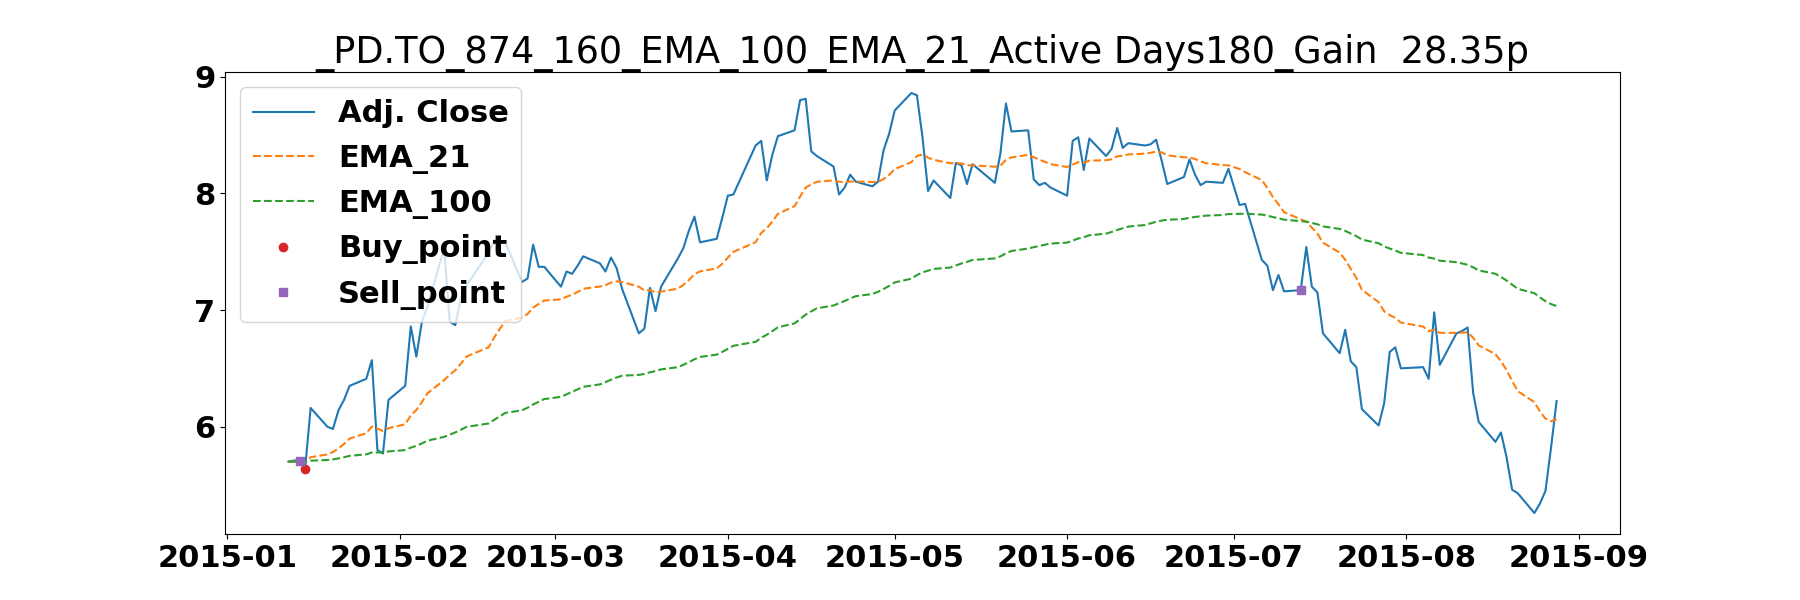 _PD.TO_874_160_EMA_100_EMA_21_Active Days180_Gain  28.35p
9
8
7
6
Adj. Close
EMA_21
EMA_100
Buy_point
Sell_point
2015-01 2015-02 2015-03 2015-04 2015-05 2015-06 2015-07 2015-08 2015-09